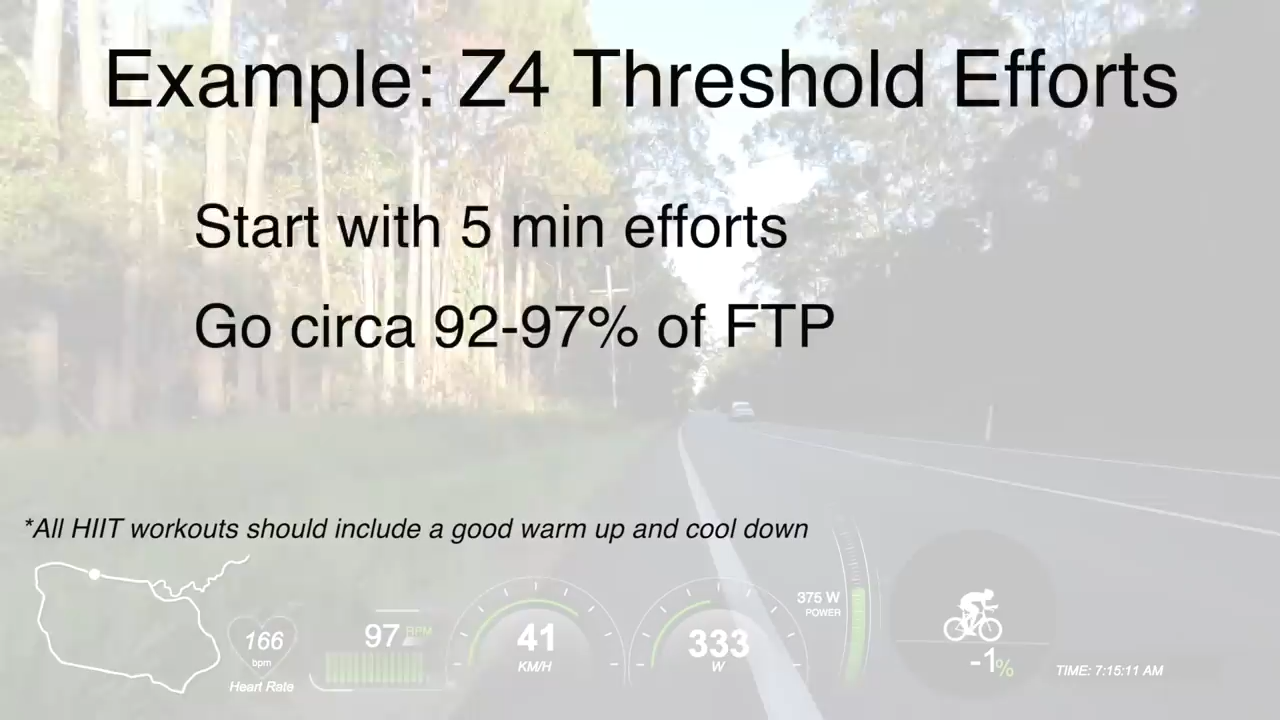 Example: Z4 Threshold Efforts
Start with 5 min efforts
Go circa 92-97% of FTP
*All HIIT workouts should include a good warm up and cool down
166
bpm
Heart Rate
97 RPM
41
KM/H
333
W
375 W
POWER
-1%
TIME: 7:15:11 AM